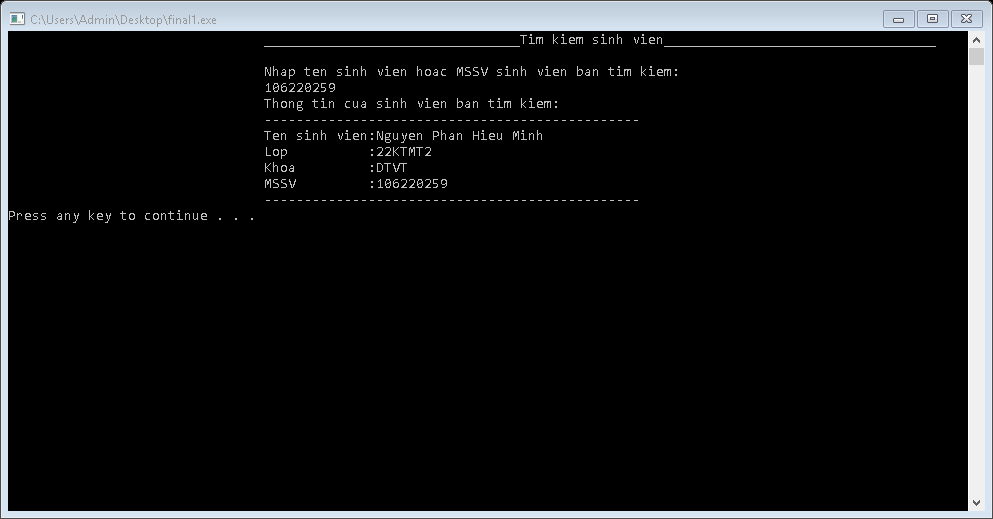 C:\Users\Admin\Desktop\final1.exe
________________________________Tim kiem sinh vien__________________________________
Nhap ten sinh vien hoac MSSV sinh vien ban tim kiem:
106220259
Thong tin cua sinh vien ban tim kiem:
-----------------------------------------------
Ten sinh vien:Nguyen Phan Hieu Minh
Lop          :22KTMT2
Khoa         :DTVT
MSSV         :106220259
-----------------------------------------------
Press any key to continue . . .